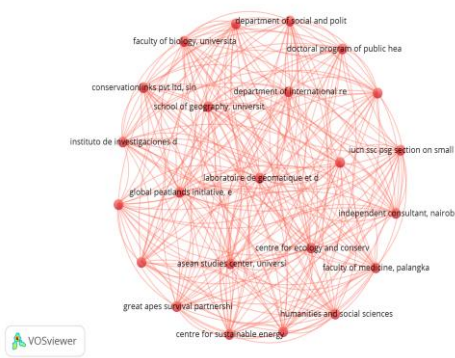 department of social and polit
faculty of biology, universita
doctoral program of public hea
conservationlinks pvt ltd, sin
department of international re
school of geography, universit
instituto de investigaciones d
iucn ssc psg section on small
laboratoire de geomatique et d
global peatlands initiative, e
independent consultant, nairob
centre for ecology and conserv
asean studies center, universi
faculty of medicine, palangka
great apes survival partnershi
humanities and social sciences
centre for sustainable energy
VOSviewer